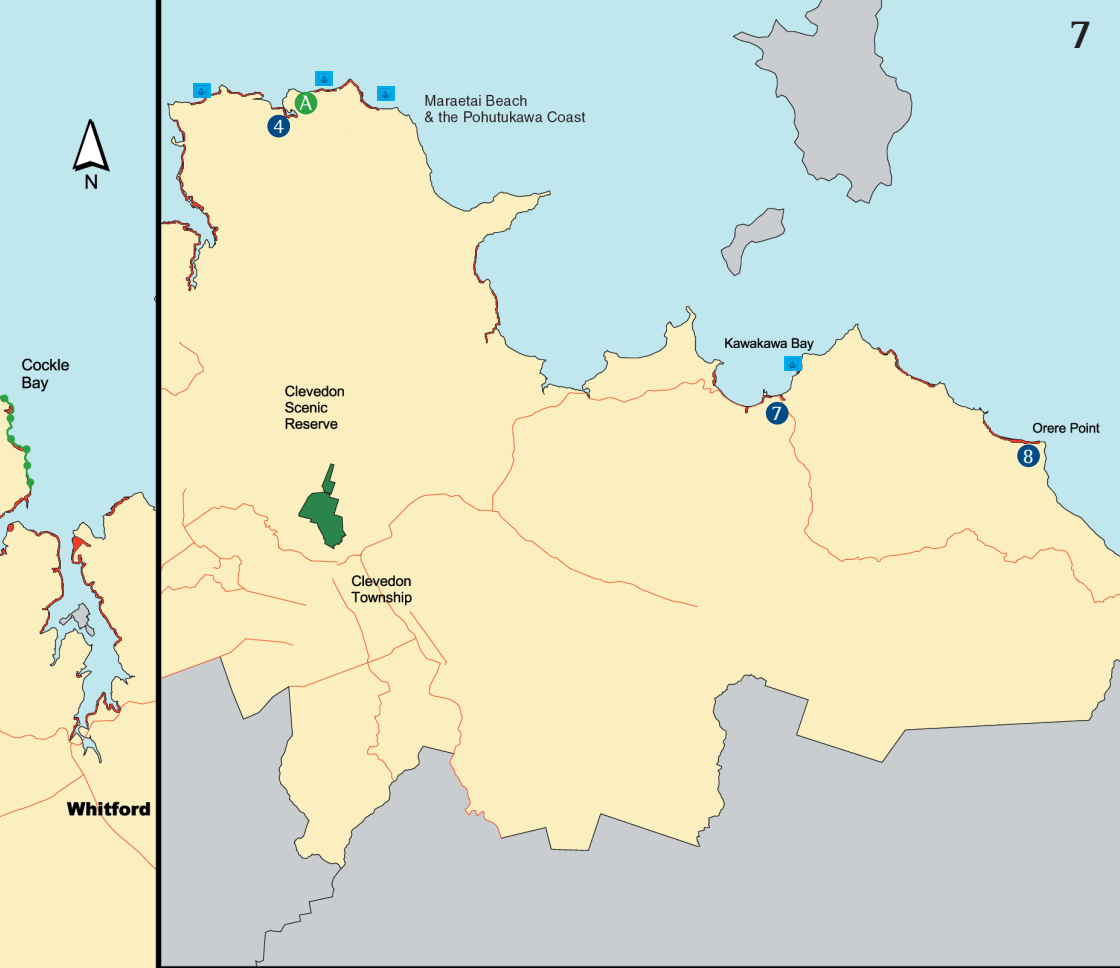 7
A
4
Maraetai Beach
& the Pohutukawa Coast
N
Kawakawa Bay
Cockle
Bay
Clevedon
Scenic
Reserve
7
Orere Point
8
Clevedon
Township
Whitford